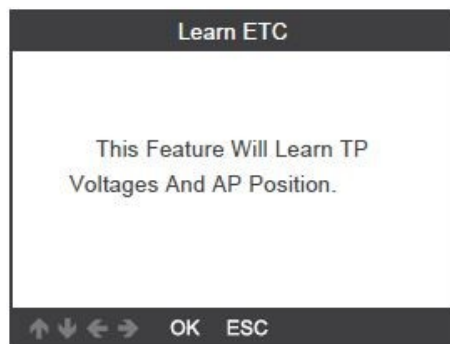 Learn ETC
This Feature Will Learn TP
Voltages And AP Position.
OK ESC